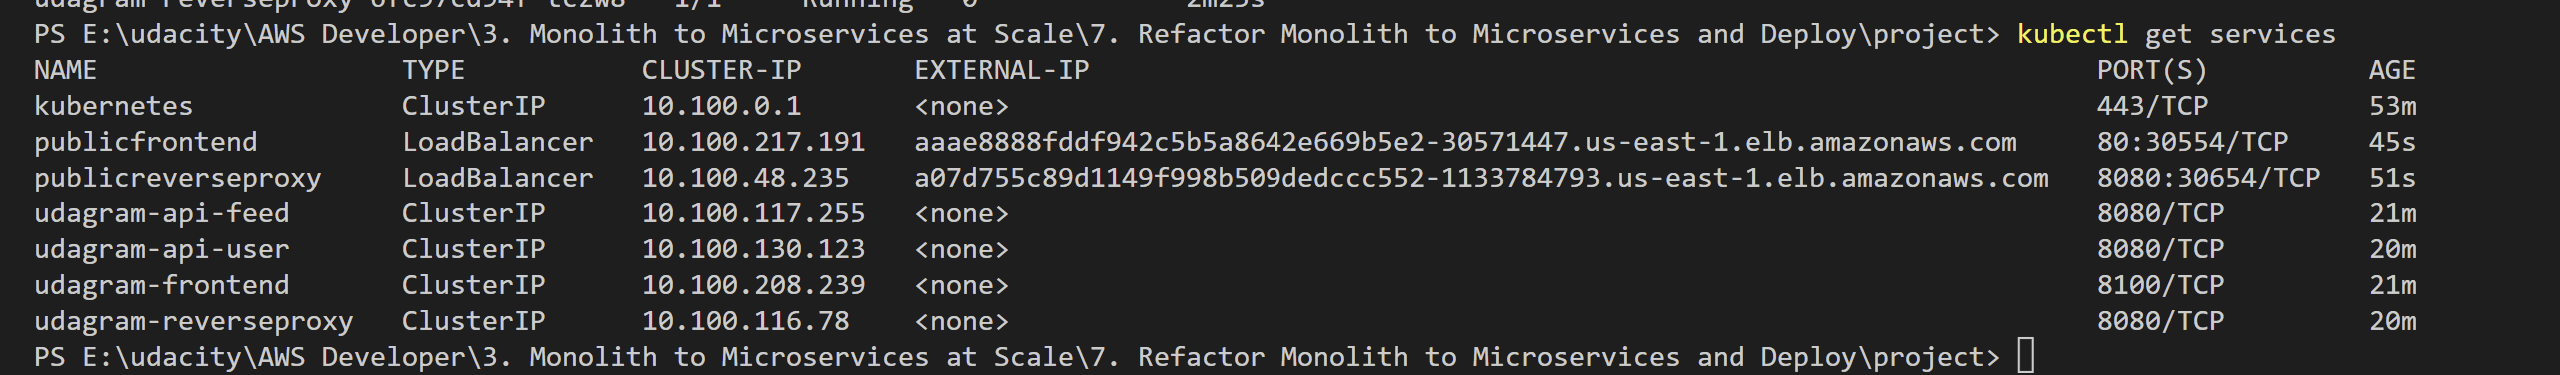 udagram-reverseproxy 1/1 Running 0 2m25s
PS E:\udacity\AWS Developer\3. Monolith to Microservices at Scale\7. Refactor Monolith to Microservices and Deploy\project> kubectl get services
NAME TYPE CLUSTER-IP EXTERNAL-IP PORT(S) AGE
kubernetes ClusterIP 10.100.0.1 <none> 443/TCP 53m
publicfrontend LoadBalancer 10.100.217.191 aaae8888fddf942c5b5a8642e669b5e2-30571447.us-east-1.elb.amazonaws.com 80:30554/TCP 45s
publicreverseproxy LoadBalancer 10.100.48.235 a07d755c89d1149f998b509dedccc552-1133784793.us-east-1.elb.amazonaws.com 8080:30654/TCP 51s
udagram-api-feed ClusterIP 10.100.117.255 <none> 8080/TCP 21m
udagram-api-user ClusterIP 10.100.130.123 <none> 8080/TCP 20m
udagram-frontend ClusterIP 10.100.208.239 <none> 8100/TCP 21m
udagram-reverseproxy ClusterIP 10.100.116.78 <none> 8080/TCP 20m
PS E:\udacity\AWS Developer\3. Monolith to Microservices at Scale\7. Refactor Monolith to Microservices and Deploy\project>